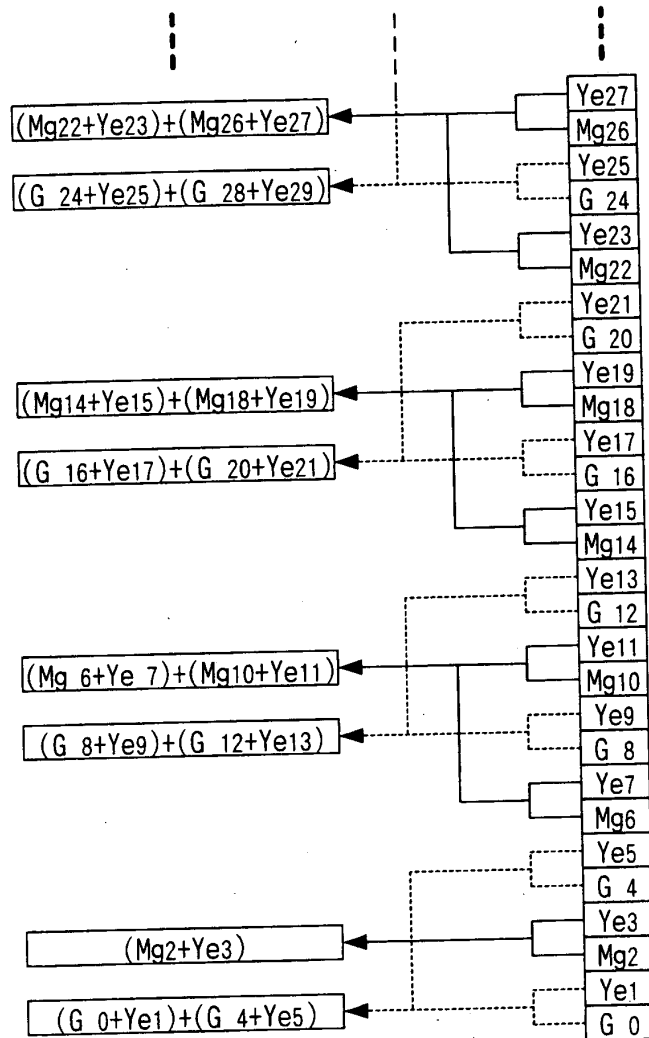 Ye27
(Mg22+Ye23)+(Mg26+Ye27)
Mg26
Ye25
(G 24+Ye25)+(G 28+Ye29)
G 24
Ye23
Mg22
Ye21
G 20
Ye19
(Mg14+Ye15)+(Mg18+Ye19)
Mg18
Ye17
(G 16+Ye17)+(G 20+Ye21)
G 16
Ye15
Mg14
Ye13
G 12
Ye11
(Mg 6+Ye 7)+(Mg10+Ye11)
Mg10
Ye9
(G 8+Ye9)+(G 12+Ye13)
G 8
Ye7
Mg6
Ye5
G 4
Ye3
(Mg2+Ye3)
Mg2
Ye1
(G 0+Ye1)+(G 4+Ye5)
G 0